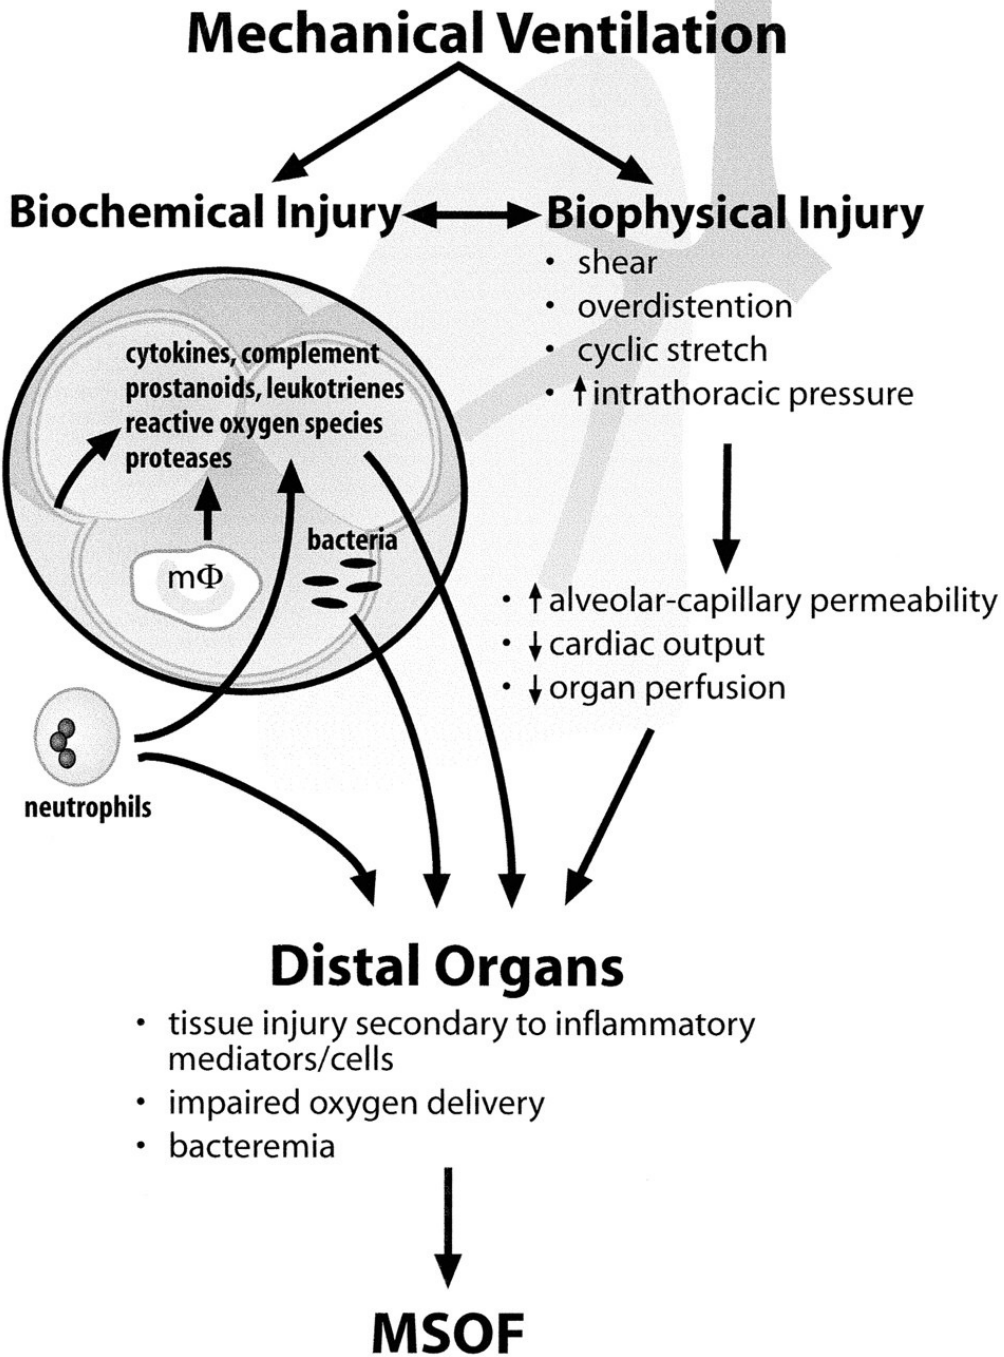 Mechanical Ventilation
Biochemical Injury
Biophysical Injury
• shear
• overdistention
• cyclic stretch
• ↑ intrathoracic pressure
cytokines, complement
prostanoids, leukotrienes
reactive oxygen species
proteases
bacteria
mΦ
neutrophils
• ↑ alveolar-capillary permeability
• ↓ cardiac output
• ↓ organ perfusion
Distal Organs
• tissue injury secondary to inflammatory
mediators/cells
• impaired oxygen delivery
• bacteremia
MSOF